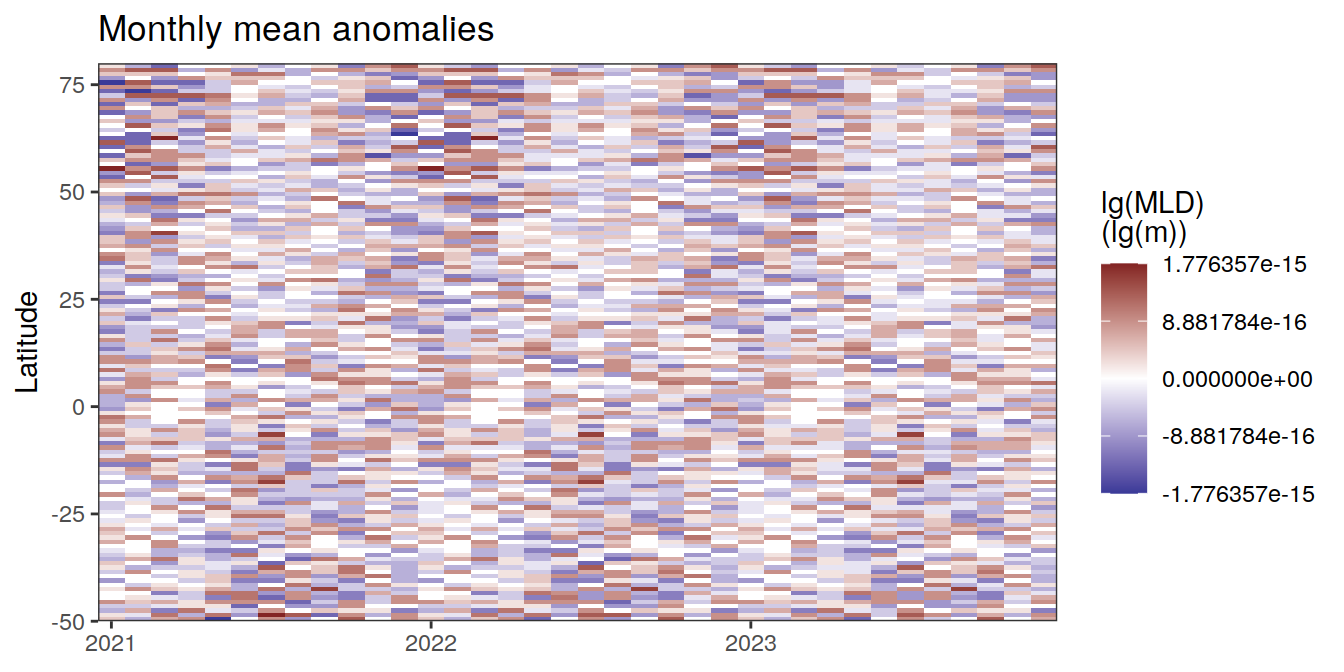 Monthly mean anomalies
75
50
25
0
-25
-50
Latitude
2021
2022
2023
lg(MLD)
(lg(m))
1.776357e-15
8.881784e-16
0.000000e+00
-8.881784e-16
-1.776357e-15